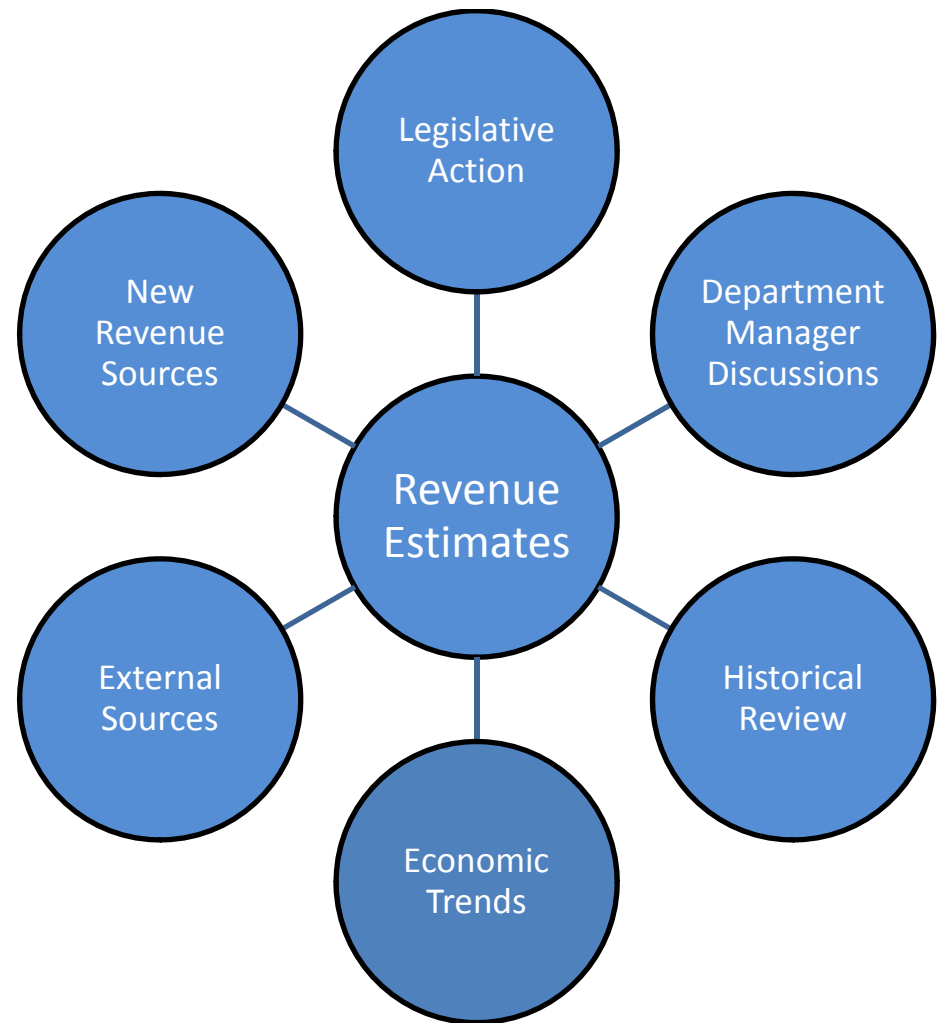 Legislative
Action
New
Revenue
Sources
Department
Manager
Discussions
Revenue
Estimates
External
Sources
Historical
Review
Economic
Trends